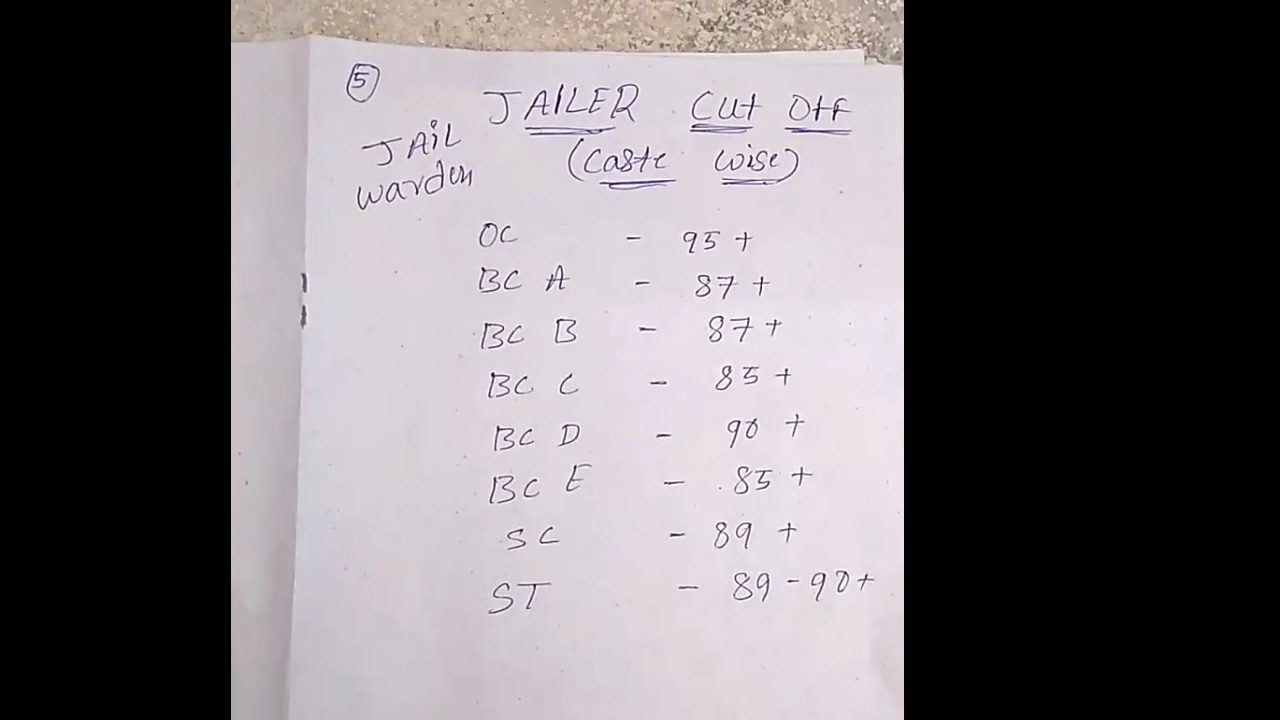 5
JAILER CUt OFF
JAiL
warden
(Caste wise)
OC - 95 +
BC A - 87 +
BC B - 87 +
BC C - 85 +
BC D - 90 +
BC E - 85 +
SC - 89 +
ST - 89 - 90 +